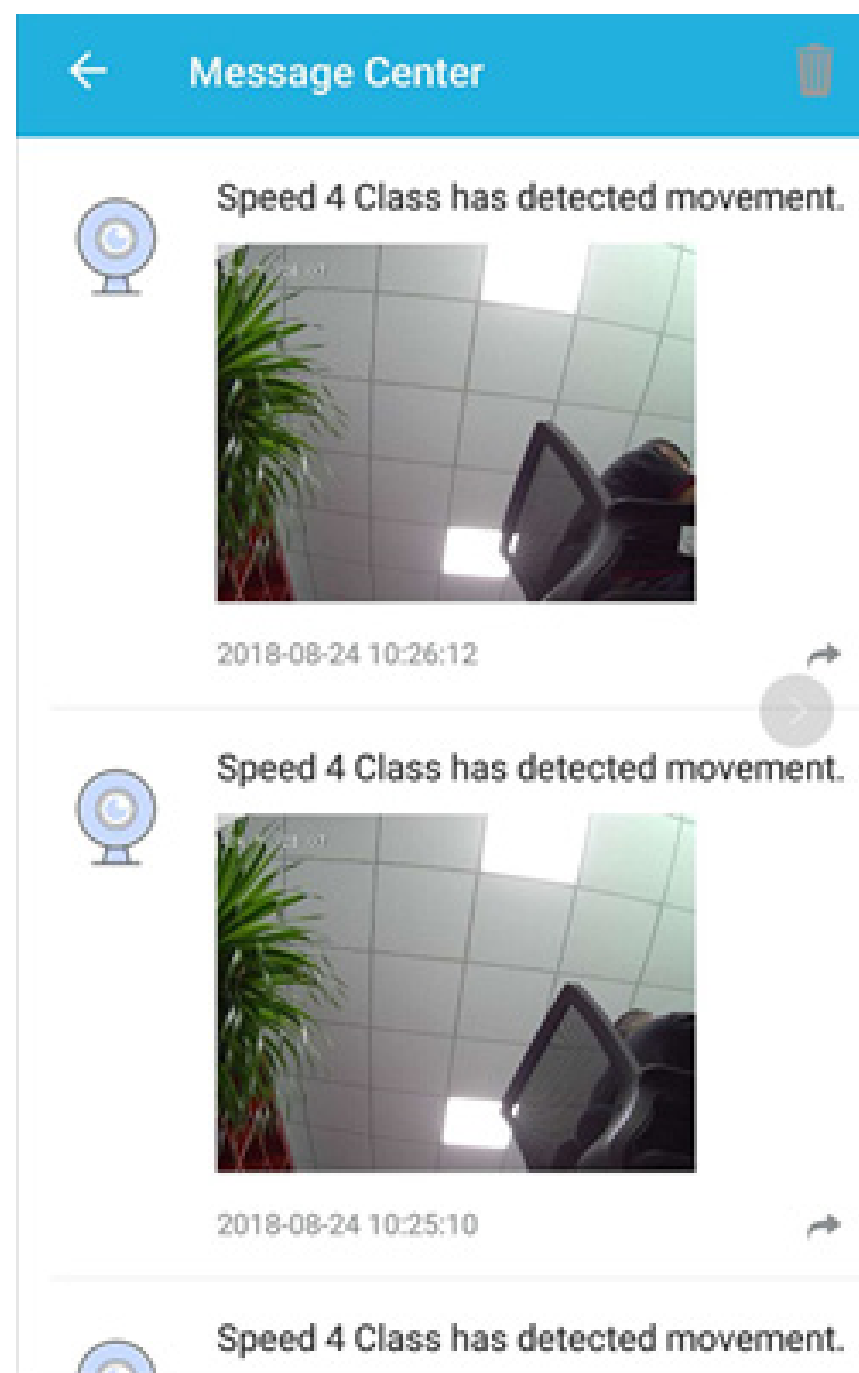 Message Center
Speed 4 Class has detected movement.
2018-08-24 10:26:12
Speed 4 Class has detected movement.
2018-08-24 10:25:10
Speed 4 Class has detected movement.